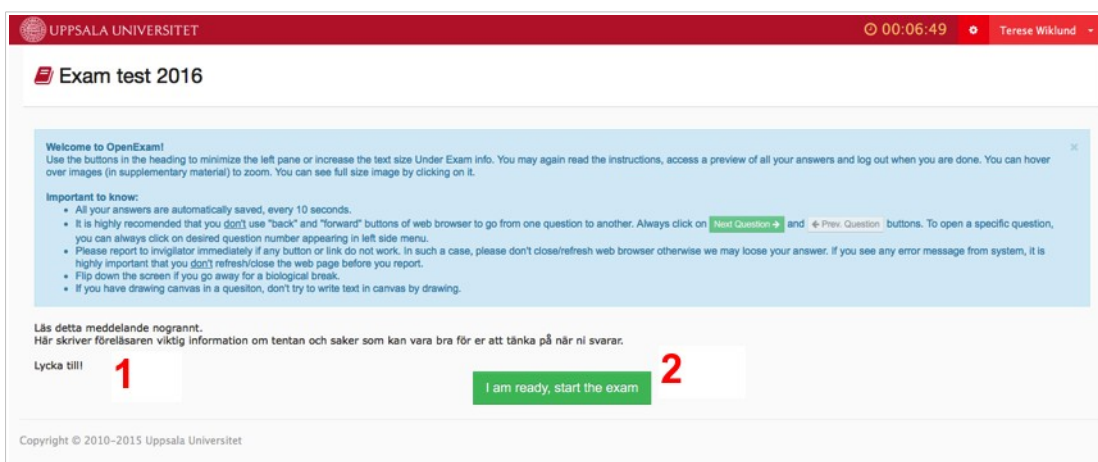 UPPSALA UNIVERSITET
00:06:49
Terese Wiklund
Exam test 2016
Welcome to OpenExam!
Use the buttons in the heading to minimize the left pane or increase the text size Under Exam info. You may again read the instructions, access a preview of all your answers and log out when you are done. You can hover
over images (in supplementary material) to zoom. You can see full size image by clicking on it.
Important to know:
All your answers are automatically saved, every 10 seconds.
It is highly recomended that you don't use "back" and "forward" buttons of web browser to go from one question to another. Always click on Next Question → and ← Prev. Question buttons. To open a specific question,
you can always click on desired question number appearing in left side menu.
Please report to invigilator immediately if any button or link do not work. In such a case, please don't close/refresh web browser otherwise we may loose your answer. If you see any error message from system, it is
highly important that you don't refresh/close the web page before you report.
Flip down the screen if you go away for a biological break.
If you have drawing canvas in a quesiton, don't try to write text in canvas by drawing.
Läs detta meddelande nogrannt.
Här skriver föreläsaren viktig information om tentan och saker som kan vara bra för er att tänka på när ni svarar.
Lycka till!
1
I am ready, start the exam
2
Copyright © 2010-2015 Uppsala Universitet